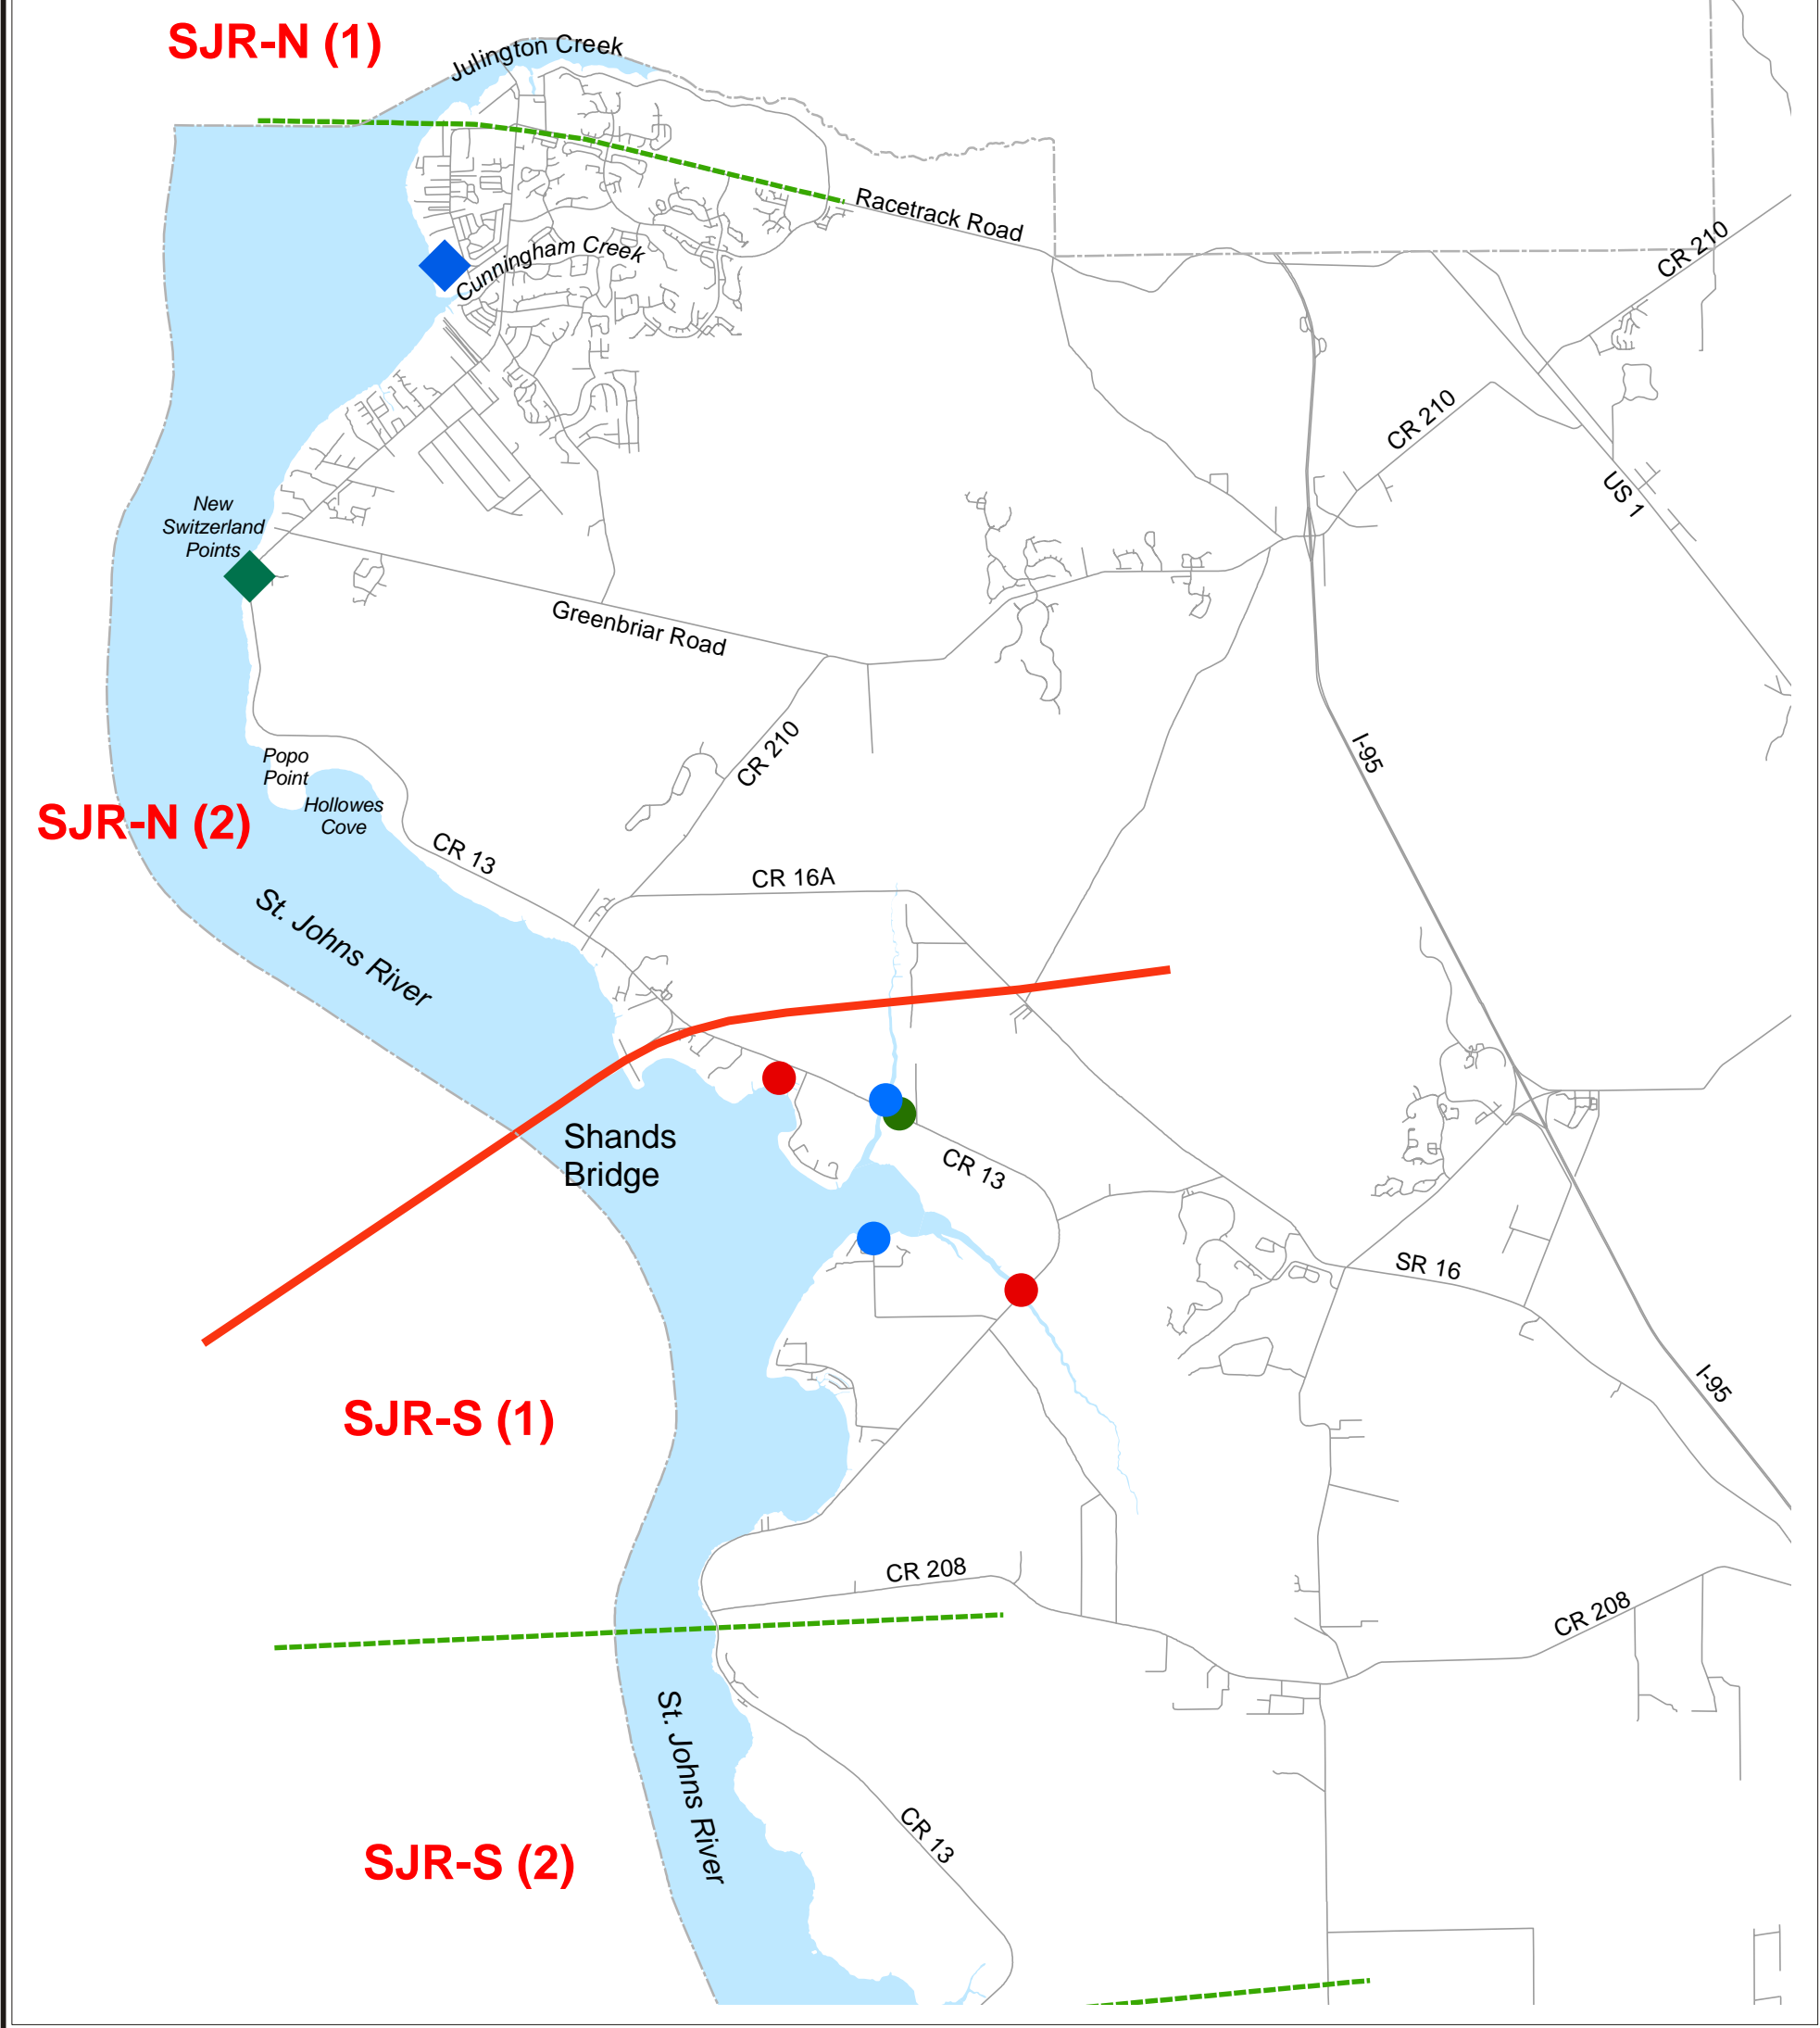 SJR-N (1)
Julington Creek
Racetrack Road
CR 210
Cunningham Creek
CR 210
US 1
New
Switzerland
Points
Greenbriar Road
CR 210
I-95
Popo
Point
Hollowes
Cove
SJR-N (2)
CR 13
CR 16A
St. Johns River
Shands
Bridge
CR 13
SR 16
I-95
SJR-S (1)
CR 208
CR 208
St. Johns River
CR 13
SJR-S (2)